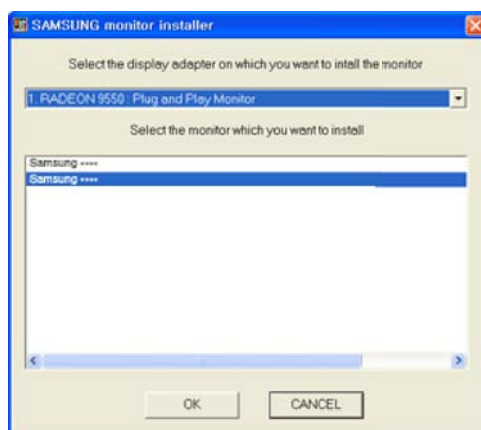 SAMSUNG monitor installer
Select the display adapter on which you want to intall the monitor
1. RADEON 9550 : Plug and Play Monitor
Select the monitor which you want to install
Samsung ••••
Samsung ••••
OK
CANCEL